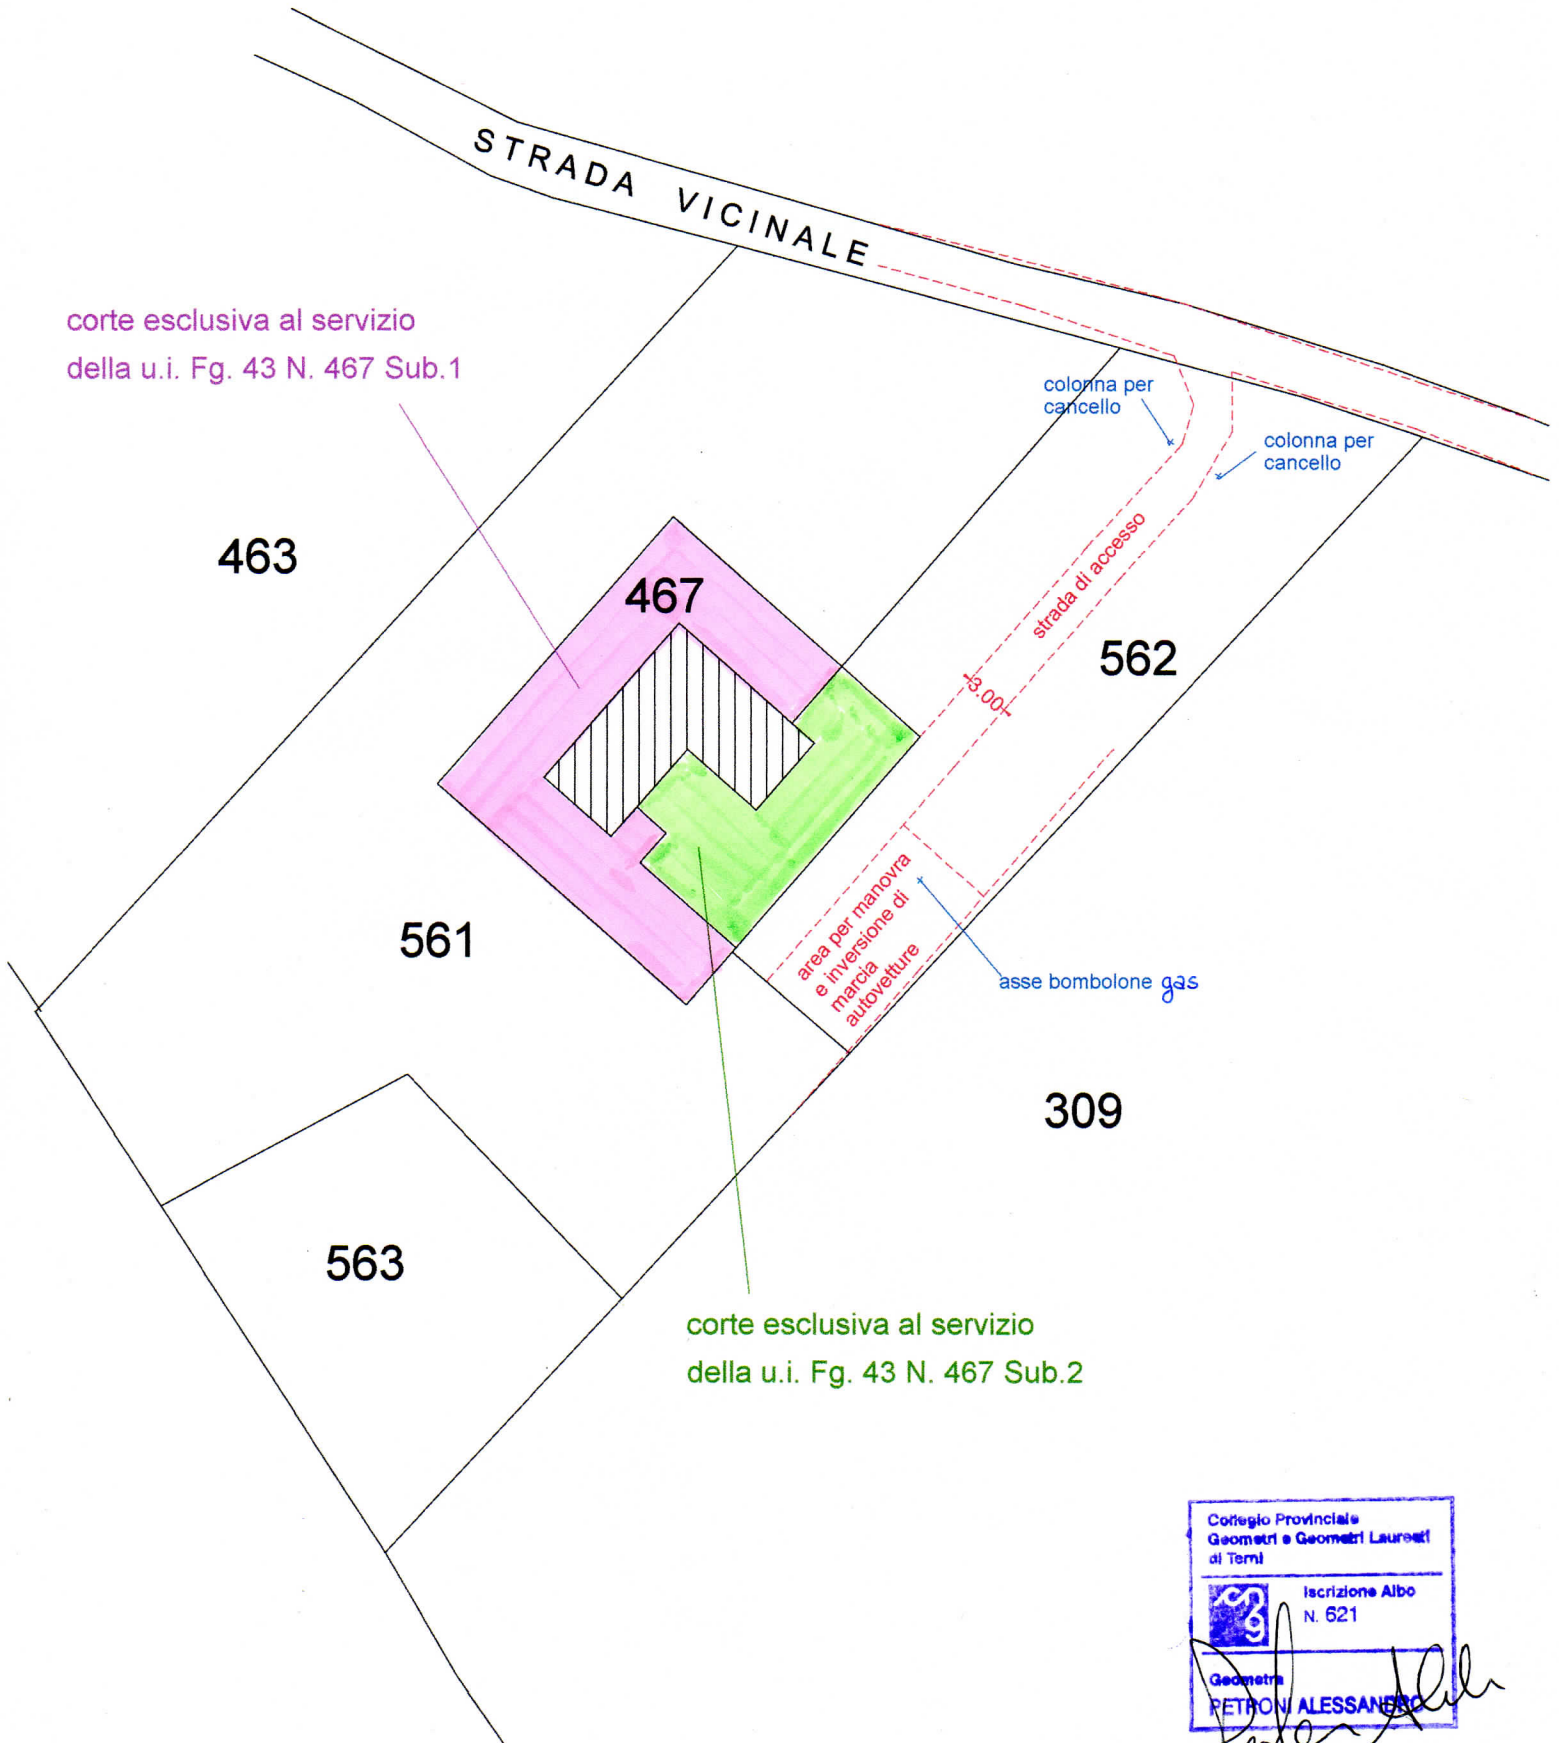 STRADA VICINALE
corte esclusiva al servizio
della u.i. Fg. 43 N. 467 Sub.1
colonna per
cancello
colonna per
cancello
463
467
strada di accesso
562
3.00
area per manovra
e inversione di
marcia
autovetture
561
asse bombolone gas
309
563
corte esclusiva al servizio
della u.i. Fg. 43 N. 467 Sub.2
Collegio Provinciale
Geometri e Geometri Laureati
di Terni
Iscrizione Albo
N. 621
Geometra
PETRONI ALESSANDRO